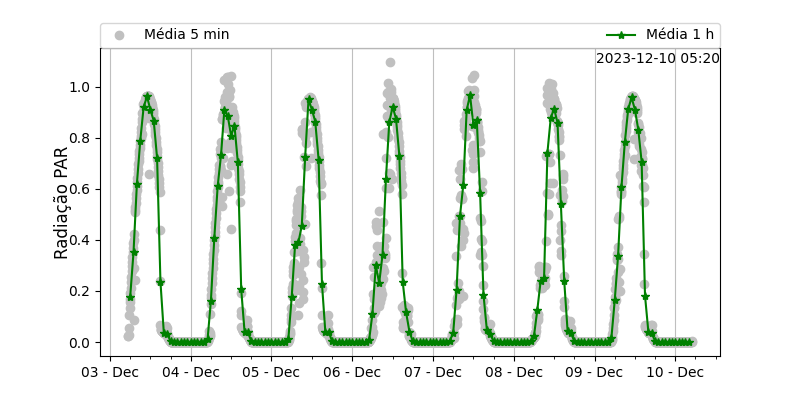 Média 5 min
Média 1 h
2023-12-10 05:20
Radiação PAR
1.0
0.8
0.6
0.4
0.2
0.0
03 - Dec
04 - Dec
05 - Dec
06 - Dec
07 - Dec
08 - Dec
09 - Dec
10 - Dec